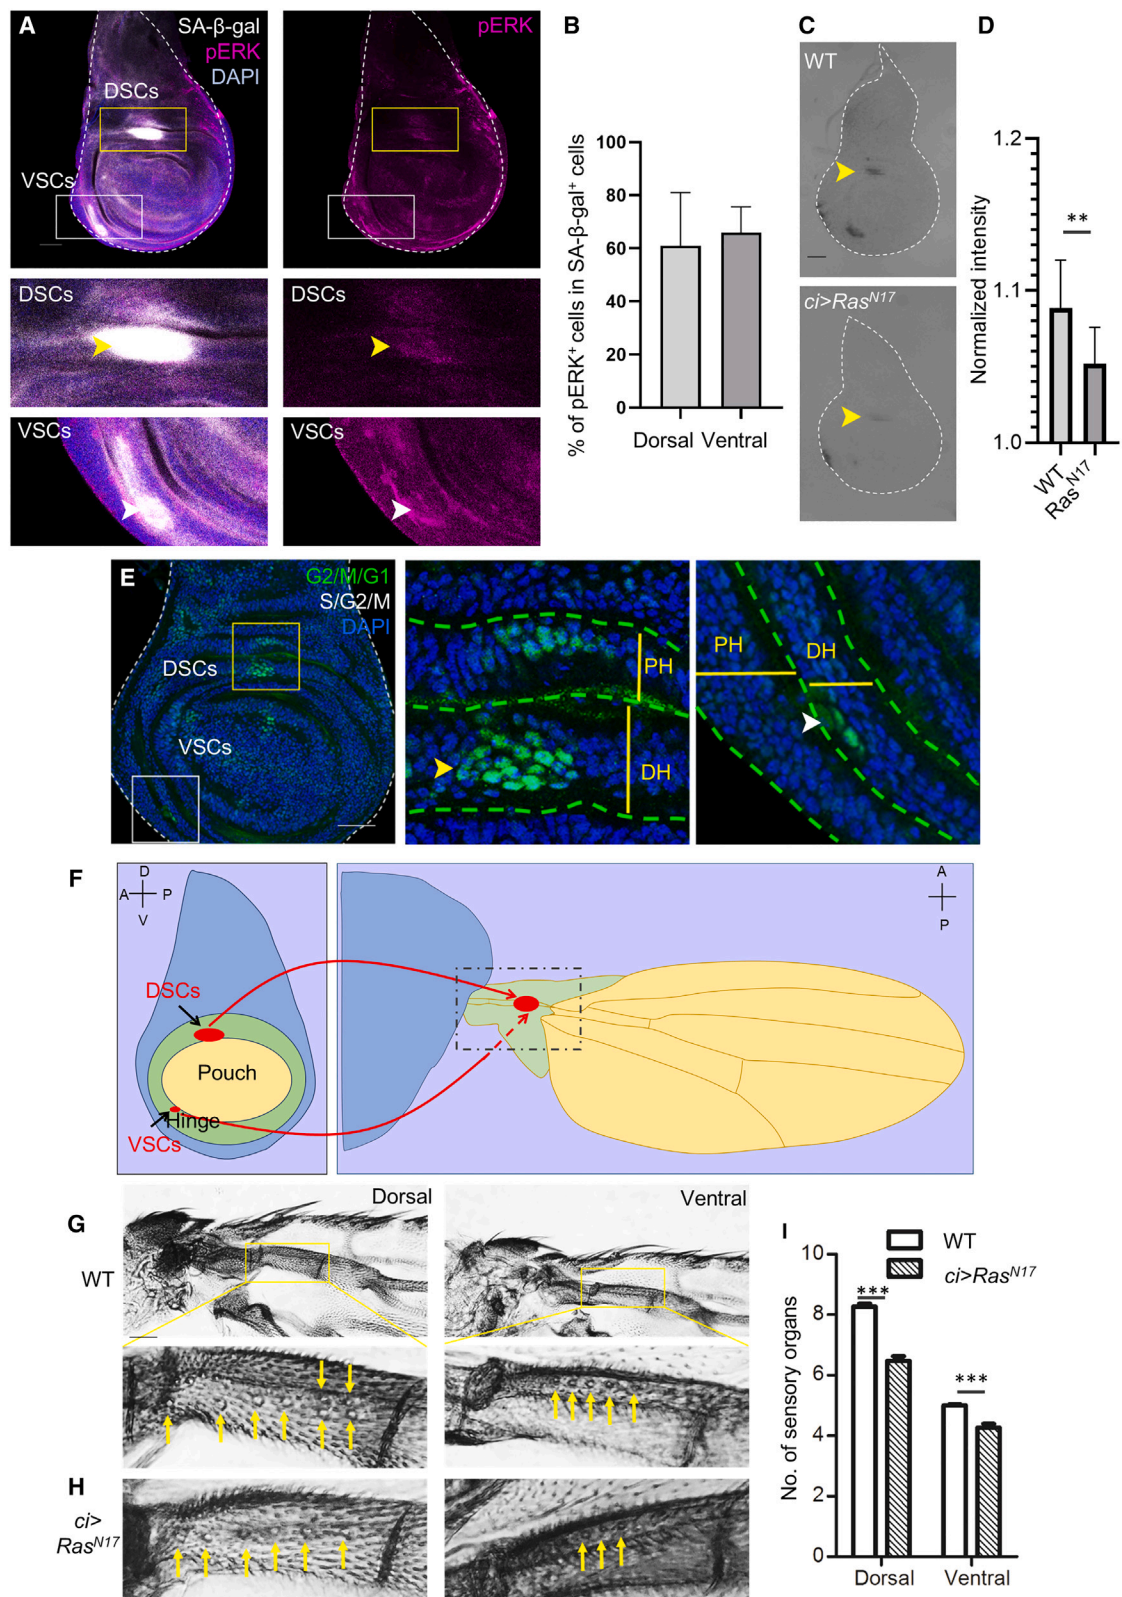 A
SA-β-gal
pERK
DAPI
DSCs
VSCs
pERK
DSCs
DSCs
VSCs
VSCs
B
% of pERK⁺ cells in SA-β-gal⁺ cells
100
80
60
40
20
0
Dorsal Ventral
C
WT
ci>Rasᴺ¹⁷
D
Normalized intensity
1.2
1.10
1.0
**
WT
Rasᴺ¹⁷
E
G2/M/G1
S/G2/M
DAPI
DSCs
VSCs
PH
DH
PH
DH
F
D
A P
V
DSCs
Pouch
Hinge
VSCs
A
P
G
WT
Dorsal
Ventral
H
ci>
Rasᴺ¹⁷
I
WT
ci>Rasᴺ¹⁷
No. of sensory organs
10
8
6
4
2
0
***
***
Dorsal Ventral